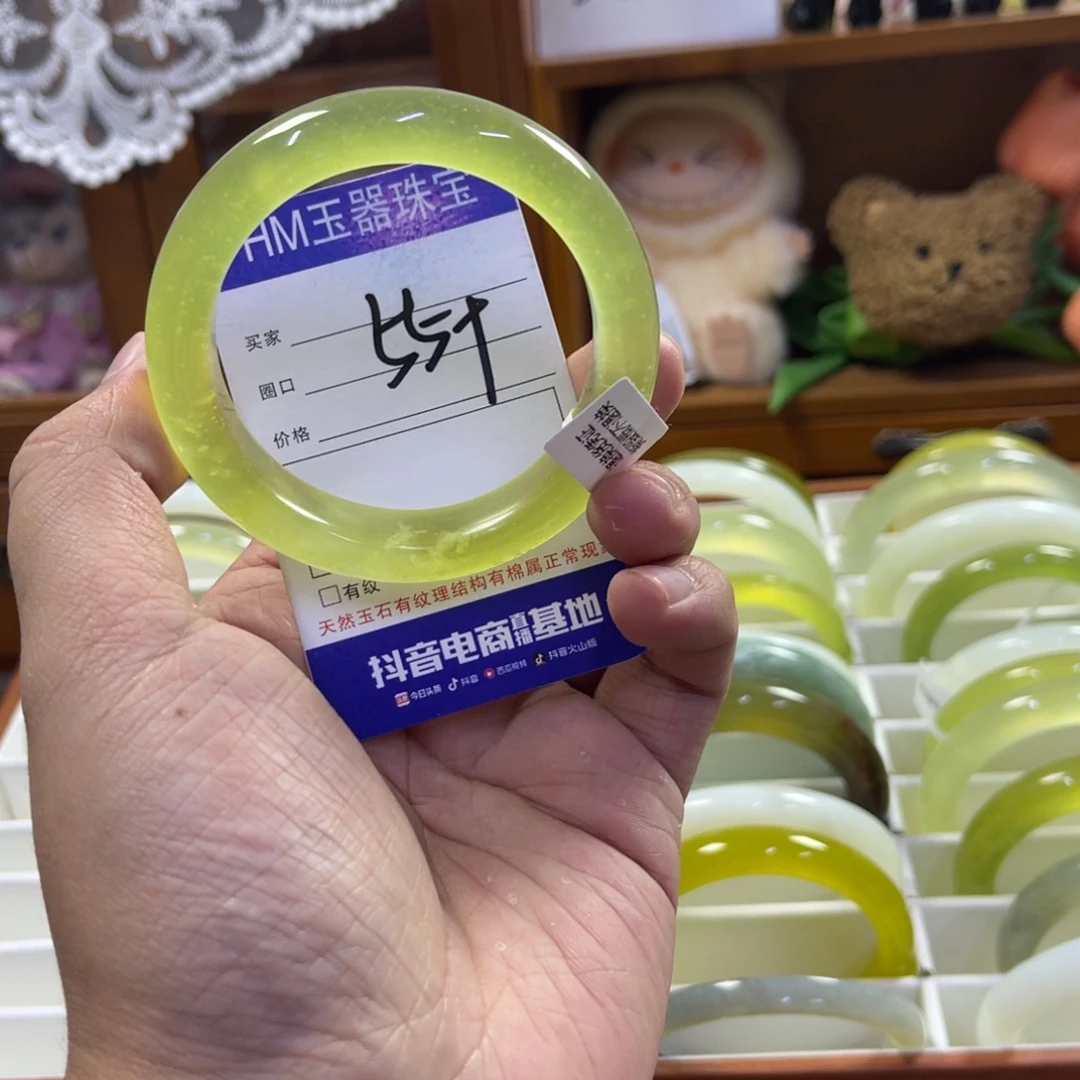 HM玉器珠宝
买家
圈口
价格
有纹
天然玉石有纹理结构有棉属正常现
抖音电商直播基地
今日头条 抖音 西瓜视频 抖音火山版